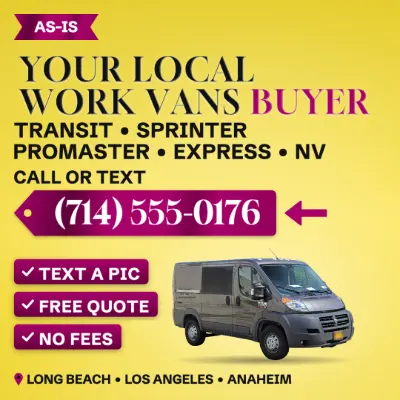 AS-IS
YOUR LOCAL
WORK VANS BUYER
TRANSIT • SPRINTER
PROMASTER • EXPRESS • NV
CALL OR TEXT
(714) 555-0176
TEXT A PIC
FREE QUOTE
NO FEES
LONG BEACH • LOS ANGELES • ANAHEIM